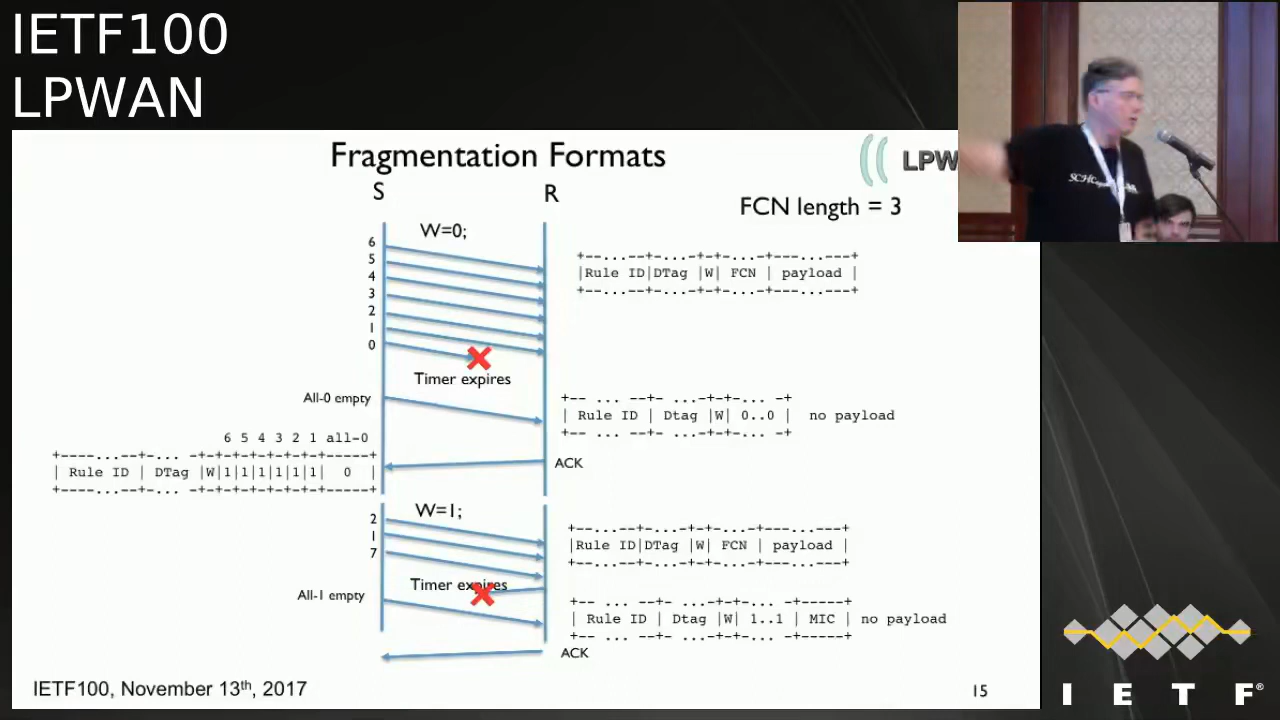 IETF100
LPWAN
Fragmentation Formats
LPW
S
R
FCN length = 3
W=0;
6
5
4
3
2
1
0
+--...--+-...-+-+-...-+---...---+
|Rule ID|DTag |W| FCN | payload |
+--...--+-...-+-+-...-+---...---+
Timer expires
All-0 empty
+-- ... --+- ...-+-+-... -+
| Rule ID | Dtag |W| 0..0 | no payload
+-- ... --+- ...-+-+-... -+
6 5 4 3 2 1 all-0
+----...--+-... -+-+-+-+-+-+-+-----+
| Rule ID | DTag |W|1|1|1|1|1|1| 0 |
+----...--+-... -+-+-+-+-+-+-+-----+
ACK
W=1;
2
1
7
+--...--+-...-+-+-...-+---...---+
|Rule ID|DTag |W| FCN | payload |
+--...--+-...-+-+-...-+---...---+
Timer expires
All-1 empty
+-- ... --+- ...-+-+-... -+-----+
| Rule ID | Dtag |W| 1..1 | MIC | no payload
+-- ... --+- ...-+-+-... -+-----+
ACK
IETF100, November 13th, 2017
15
I E T F®